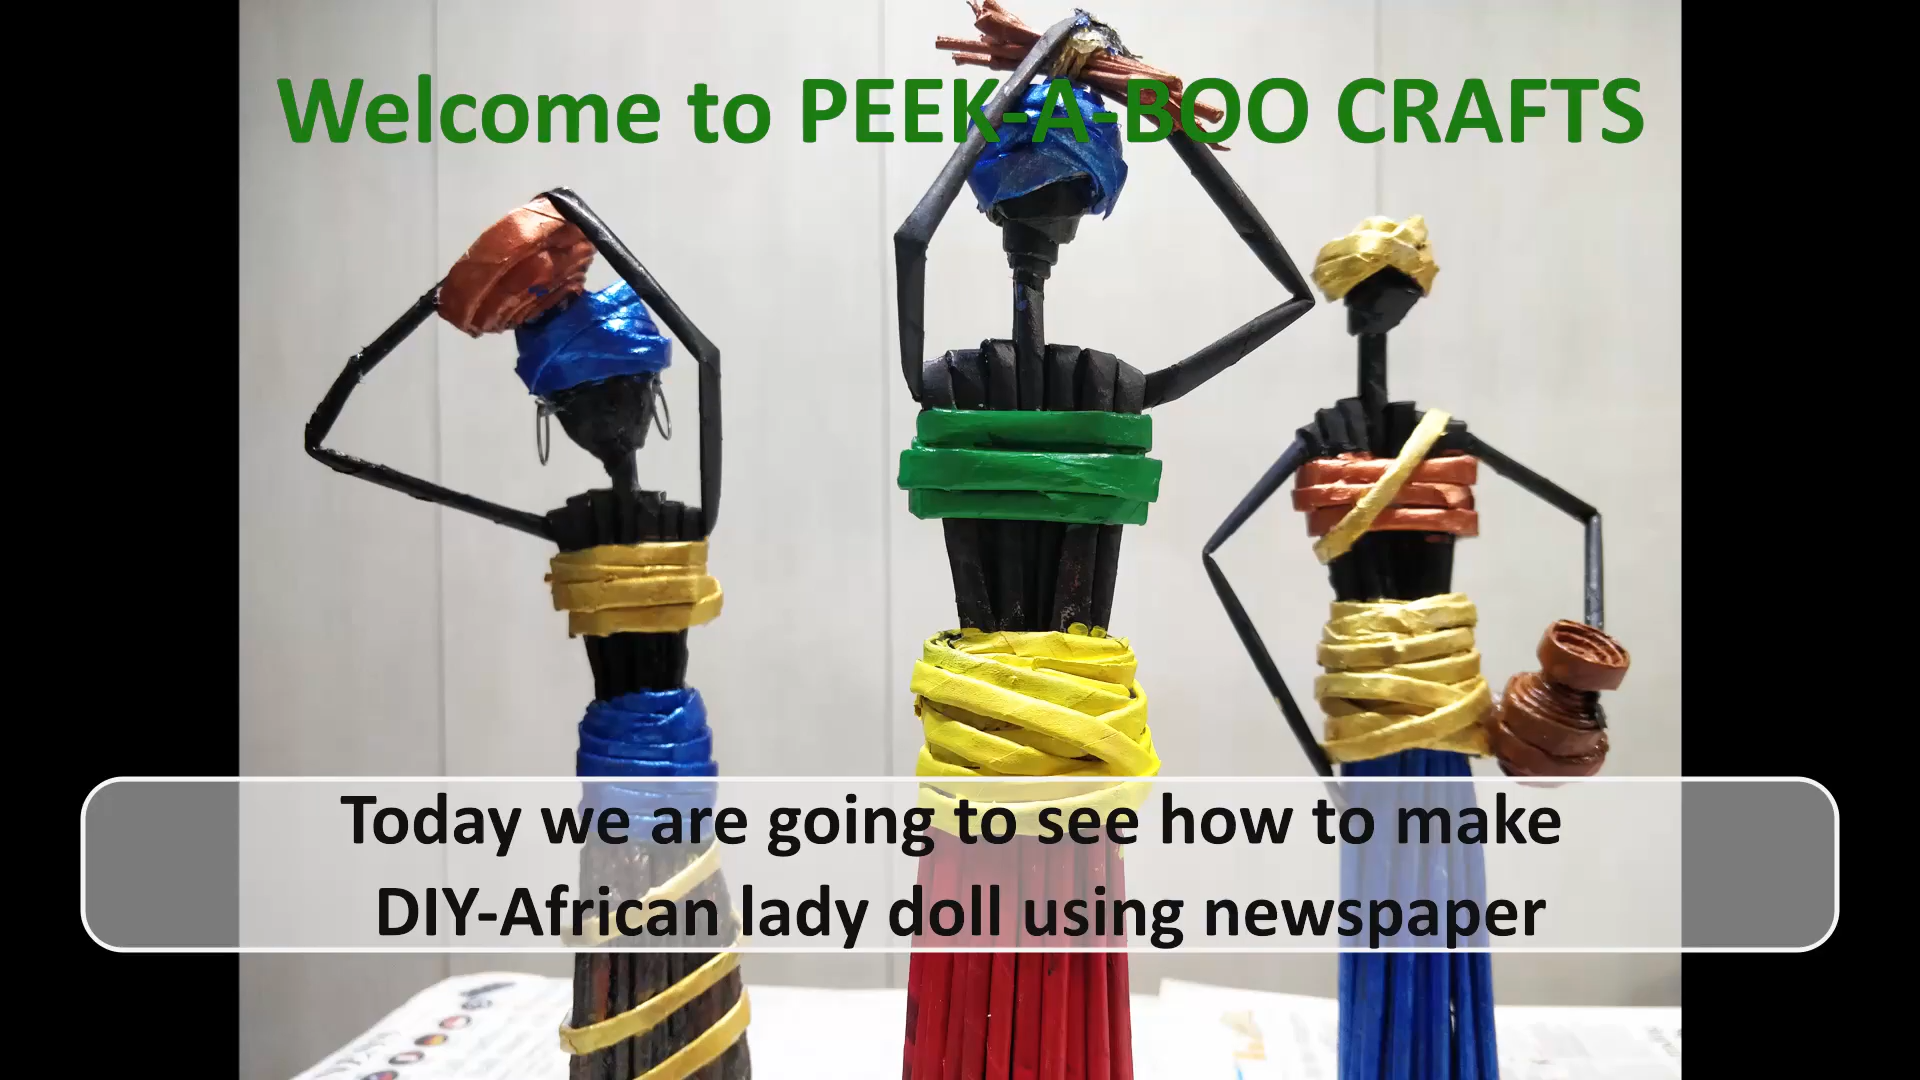 Welcome to PEEK-A-BOO CRAFTS
Today we are going to see how to make
DIY-African lady doll using newspaper